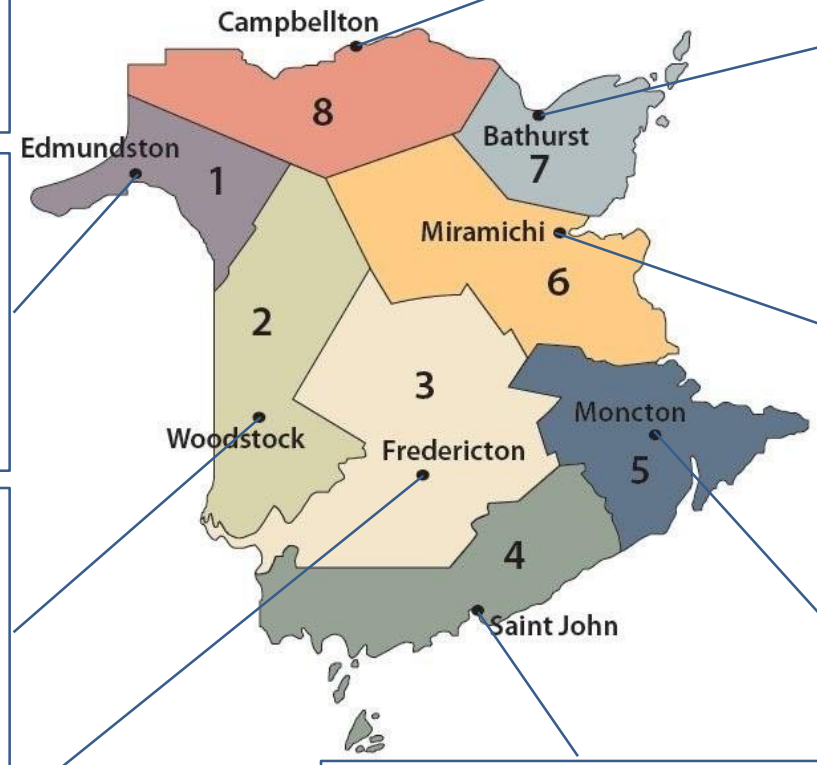 Campbellton
8
Bathurst
7
Edmundston
1
Miramichi
6
2
3
Woodstock
Fredericton
Moncton
5
4
Saint John